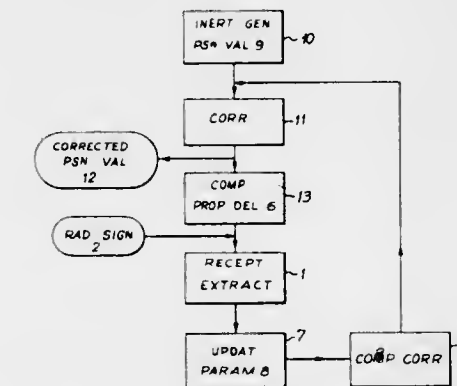 INERT GEN
PSN VAL 9
10
CORR
11
CORRECTED
PSN VAL
12
COMP
PROP DEL 6
13
RAD SIGN
2
RECEPT
EXTRACT
1
7
UPDAT
PARAM 8
CORR